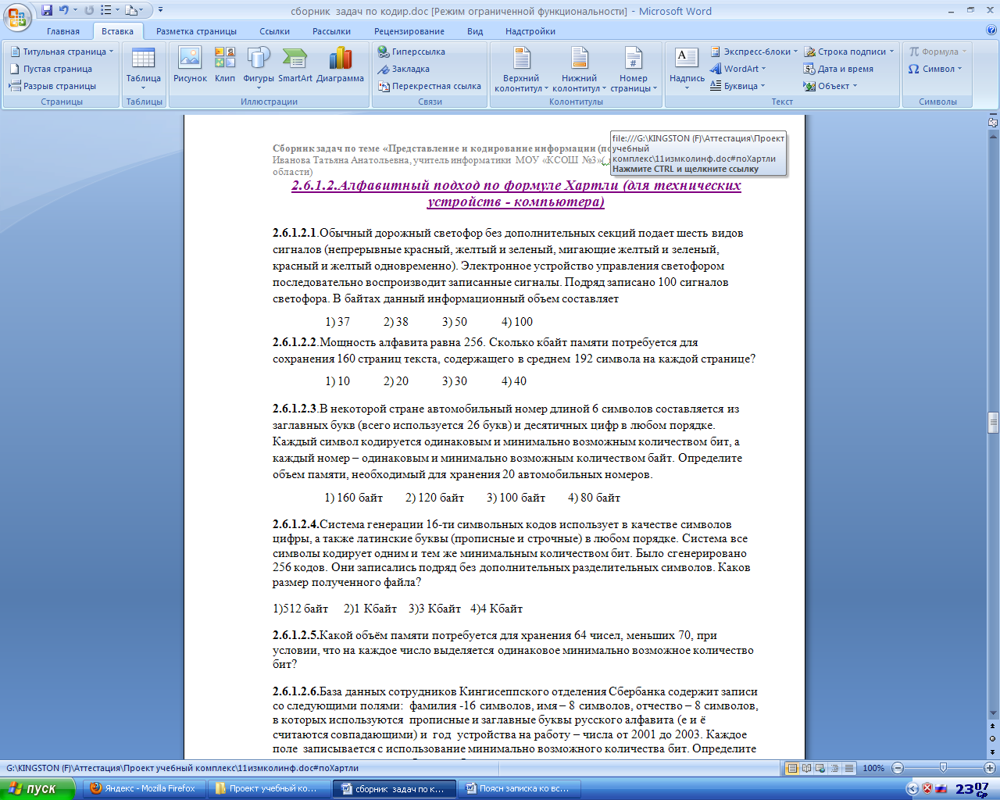 сборник задач по кодир.doc [Режим ограниченной функциональности] - Microsoft Word
Главная Вставка Разметка страницы Ссылки Рассылки Рецензирование Вид Надстройки
Титульная страница
Пустая страница
Разрыв страницы
Страницы
Таблица
Таблицы
Рисунок Клип Фигуры SmartArt Диаграмма
Иллюстрации
Гиперссылка
Закладка
Перекрестная ссылка
Связи
Верхний колонтитул
Нижний колонтитул
Номер страницы
Колонтитулы
Надпись
Экспресс-блоки
WordArt
Буквица
Строка подписи
Дата и время
Объект
Текст
Формула
Символ
Символы
file:///G:\KINGSTON (F)\Аттестация\Проект
учебный
комплекс\11измколинф.doc#поХартли
Нажмите CTRL и щелкните ссылку
Сборник задач по теме «Представление и кодирование информации (по
Иванова Татьяна Анатольевна, учитель информатики МОУ «КСОШ №3»(
области)
2.6.1.2.Алфавитный подход по формуле Хартли (для технических
устройств - компьютера)
2.6.1.2.1.Обычный дорожный светофор без дополнительных секций подает шесть видов
сигналов (непрерывные красный, желтый и зеленый, мигающие желтый и зеленый,
красный и желтый одновременно). Электронное устройство управления светофором
последовательно воспроизводит записанные сигналы. Подряд записано 100 сигналов
светофора. В байтах данный информационный объем составляет
1) 37 2) 38 3) 50 4) 100
2.6.1.2.2.Мощность алфавита равна 256. Сколько кбайт памяти потребуется для
сохранения 160 страниц текста, содержащего в среднем 192 символа на каждой странице?
1) 10 2) 20 3) 30 4) 40
2.6.1.2.3.В некоторой стране автомобильный номер длиной 6 символов составляется из
заглавных букв (всего используется 26 букв) и десятичных цифр в любом порядке.
Каждый символ кодируется одинаковым и минимально возможным количеством бит, а
каждый номер – одинаковым и минимально возможным количеством байт. Определите
объем памяти, необходимый для хранения 20 автомобильных номеров.
1) 160 байт 2) 120 байт 3) 100 байт 4) 80 байт
2.6.1.2.4.Система генерации 16-ти символьных кодов использует в качестве символов
цифры, а также латинские буквы (прописные и строчные) в любом порядке. Система все
символы кодирует одним и тем же минимальным количеством бит. Было сгенерировано
256 кодов. Они записались подряд без дополнительных разделительных символов. Каков
размер полученного файла?
1)512 байт 2)1 Кбайт 3)3 Кбайт 4)4 Кбайт
2.6.1.2.5.Какой объём памяти потребуется для хранения 64 чисел, меньших 70, при
условии, что на каждое число выделяется одинаковое минимально возможное количество
бит?
2.6.1.2.6.База данных сотрудников Кингисеппского отделения Сбербанка содержит записи
со следующими полями: фамилия -16 символов, имя – 8 символов, отчество – 8 символов,
в которых используются прописные и заглавные буквы русского алфавита (е и ё
считаются совпадающими) и год устройства на работу – числа от 2001 до 2003. Каждое
поле записывается с использование минимально возможного количества бит. Определите
G:\KINGSTON (F)\Аттестация\Проект учебный комплекс\11измколинф.doc#поХартли
100%
пуск
Яндекс - Mozilla Firefox
Проект учебный ко...
сборник задач по к...
Поясн записка ко вс...
23 07
Ср